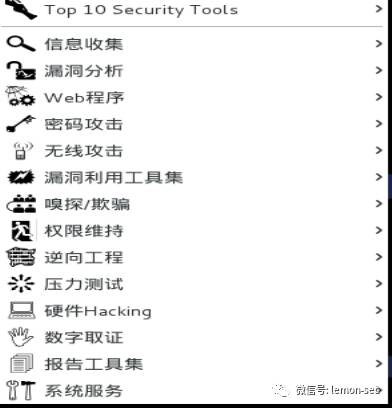 Top 10 Security Tools
信息收集
漏洞分析
Web程序
密码攻击
无线攻击
漏洞利用工具集
嗅探/欺骗
权限维持
逆向工程
压力测试
硬件Hacking
数字取证
报告工具集
系统服务
微信号: lemon-sec